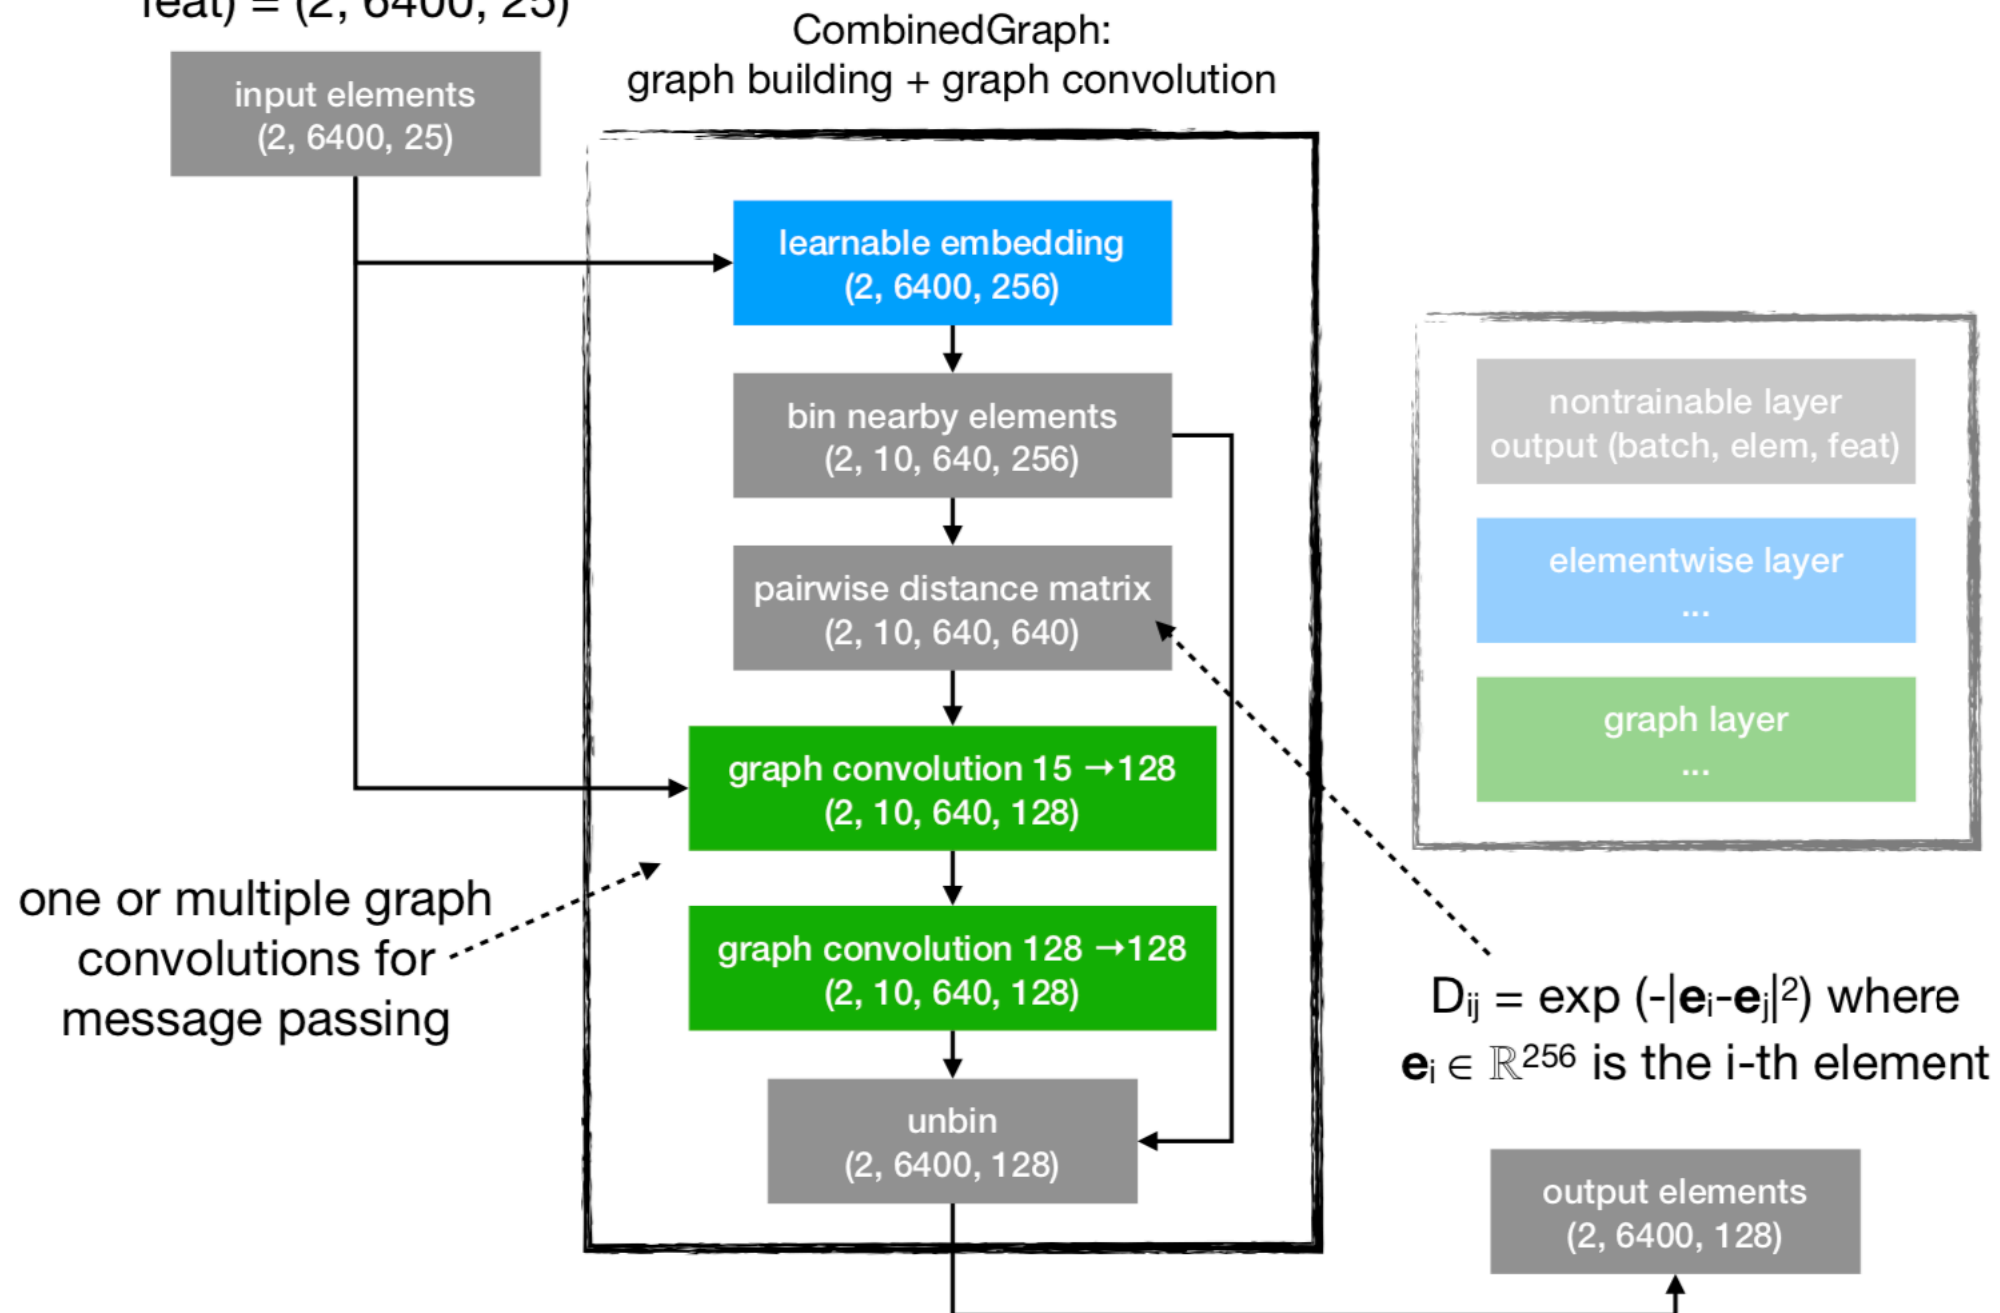 feat) = (2, 6400, 25)
input elements
(2, 6400, 25)
CombinedGraph:
graph building + graph convolution
learnable embedding
(2, 6400, 256)
bin nearby elements
(2, 10, 640, 256)
pairwise distance matrix
(2, 10, 640, 640)
graph convolution 15 →128
(2, 10, 640, 128)
graph convolution 128 →128
(2, 10, 640, 128)
unbin
(2, 6400, 128)
one or multiple graph
convolutions for
message passing
nontrainable layer
output (batch, elem, feat)
elementwise layer
...
graph layer
...
Dᵢⱼ = exp (-|eᵢ-eⱼ|²) where
eᵢ ∈ ℝ²⁵⁶ is the i-th element
output elements
(2, 6400, 128)